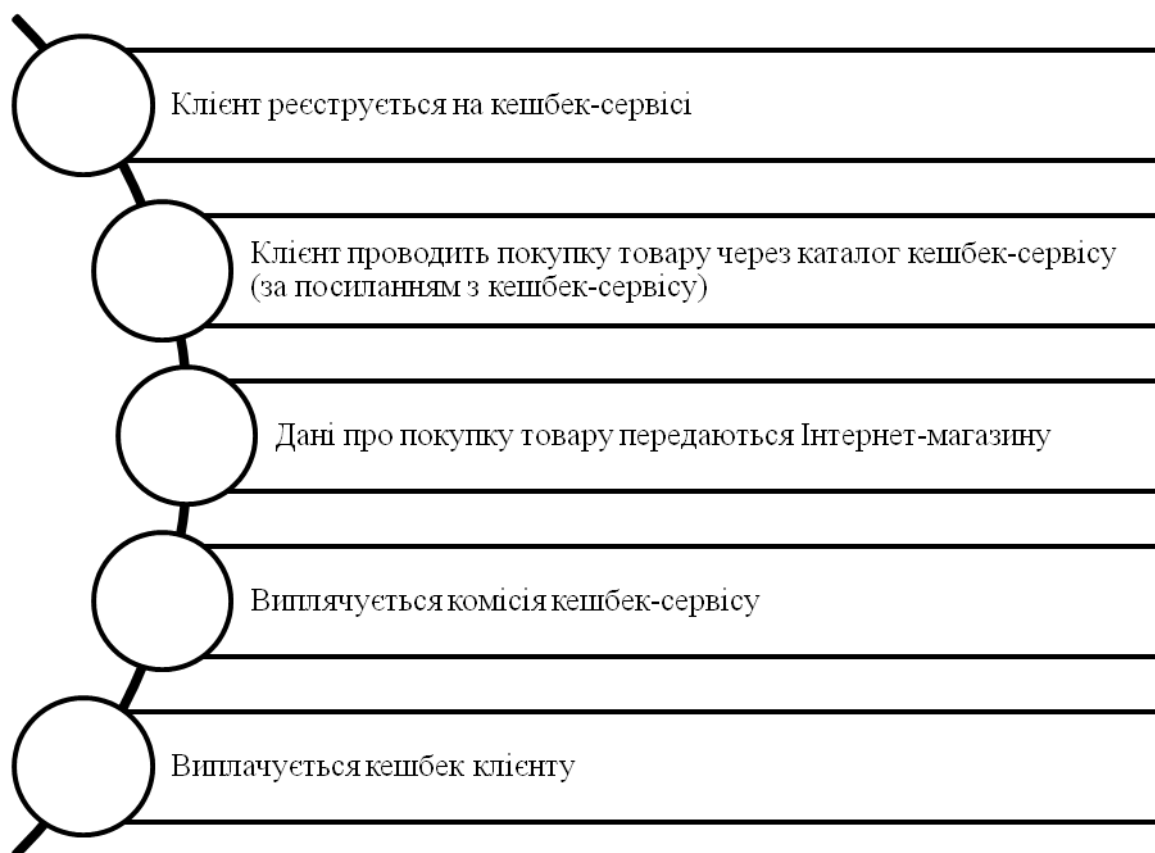 Клієнт реєструється на кешбек-сервісі
Клієнт проводить покупку товару через каталог кешбек-сервісу
(за посиланням з кешбек-сервісу)
Дані про покупку товару передаються Інтернет-магазину
Виплячується комісія кешбек-сервісу
Виплачується кешбек клієнту